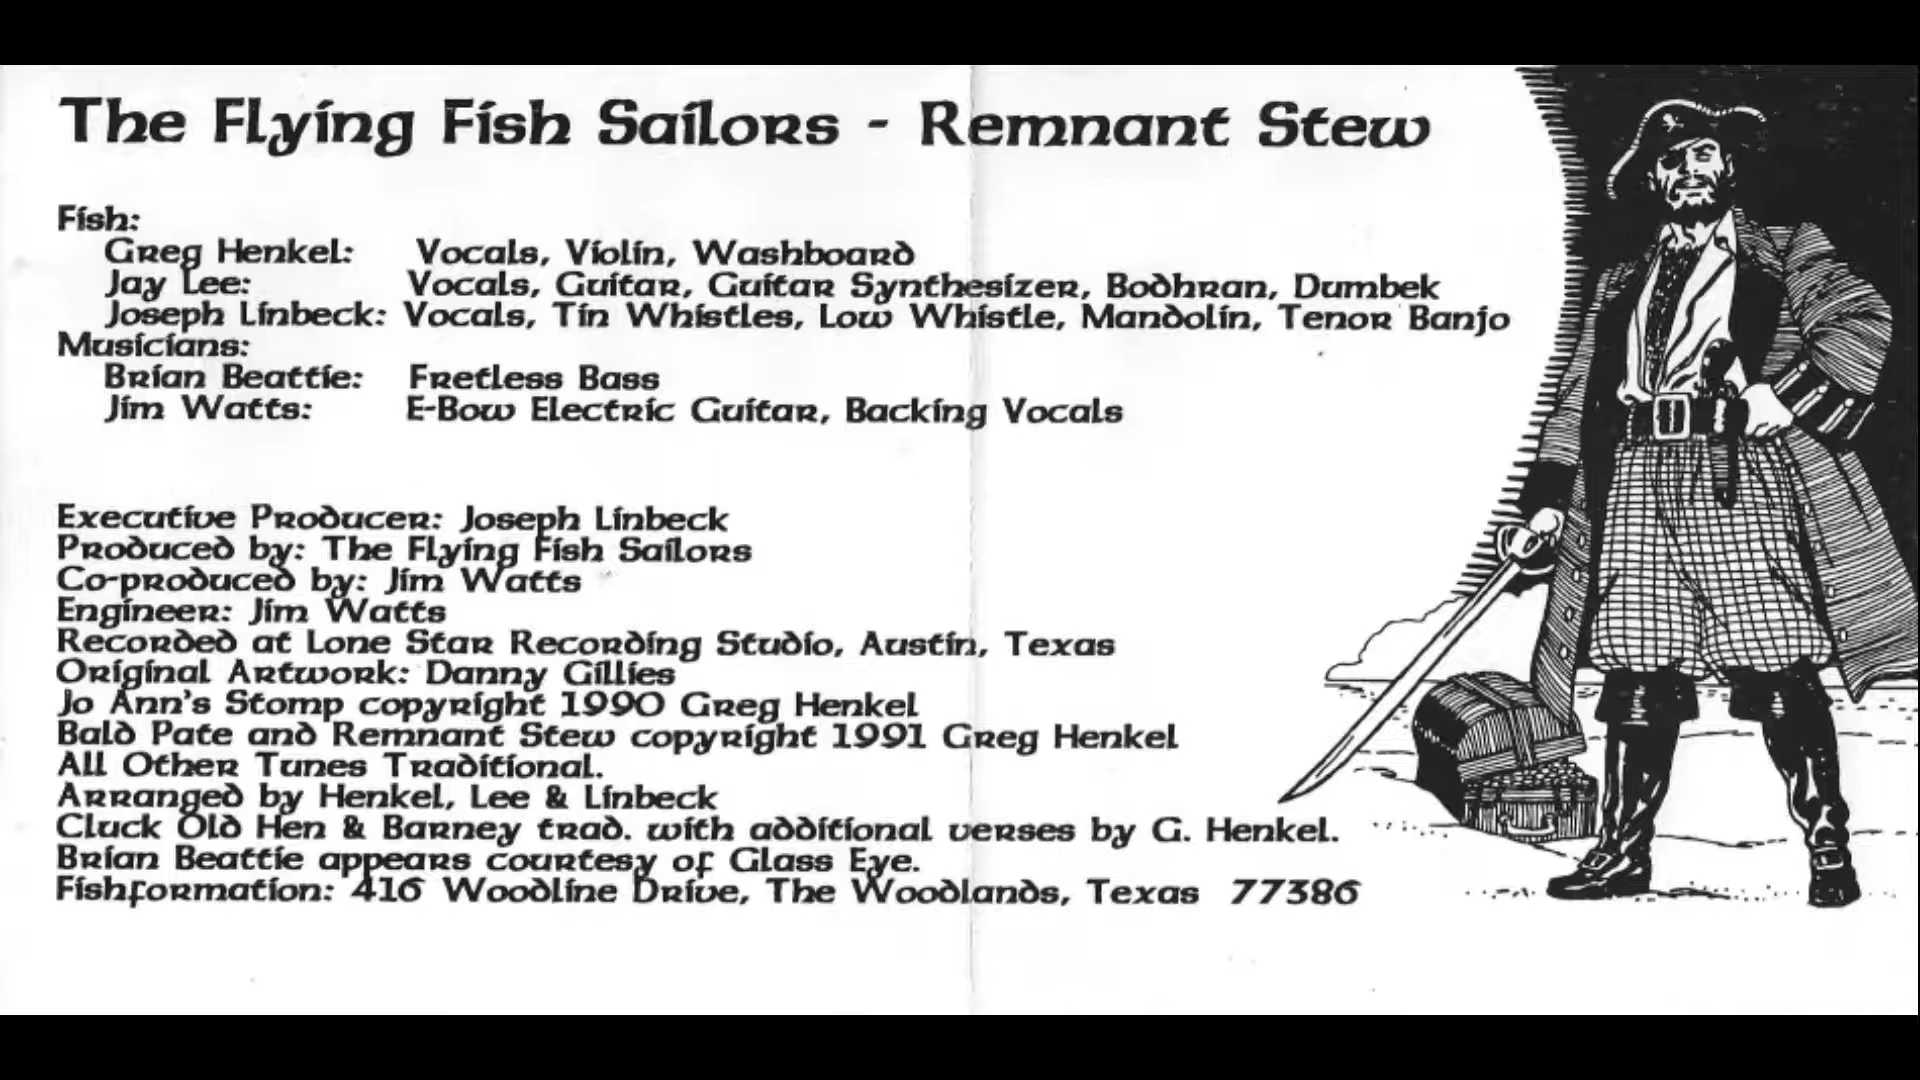 The Flying Fish Sailors - Remnant Stew
Fish:
Greg Henkel: Vocals, Violin, Washboard
Jay Lee: Vocals, Guitar, Guitar Synthesizer, Bodhran, Dumbek
Joseph Linbeck: Vocals, Tin Whistles, Low Whistle, Mandolin, Tenor Banjo
Musicians:
Brian Beattie: Fretless Bass
Jim Watts: E-Bow Electric Guitar, Backing Vocals
Executive Producer: Joseph Linbeck
Produced by: The Flying Fish Sailors
Co-produced by: Jim Watts
Engineer: Jim Watts
Recorded at Lone Star Recording Studio, Austin, Texas
Original Artwork: Danny Gillies
Jo Ann's Stomp copyright 1990 Greg Henkel
Bald Pate and Remnant Stew copyright 1991 Greg Henkel
All Other Tunes Traditional.
Arranged by Henkel, Lee & Linbeck
Cluck Old Hen & Barney trad. with additional verses by G. Henkel.
Brian Beattie appears courtesy of Glass Eye.
Fishformation: 416 Woodline Drive, The Woodlands, Texas 77386